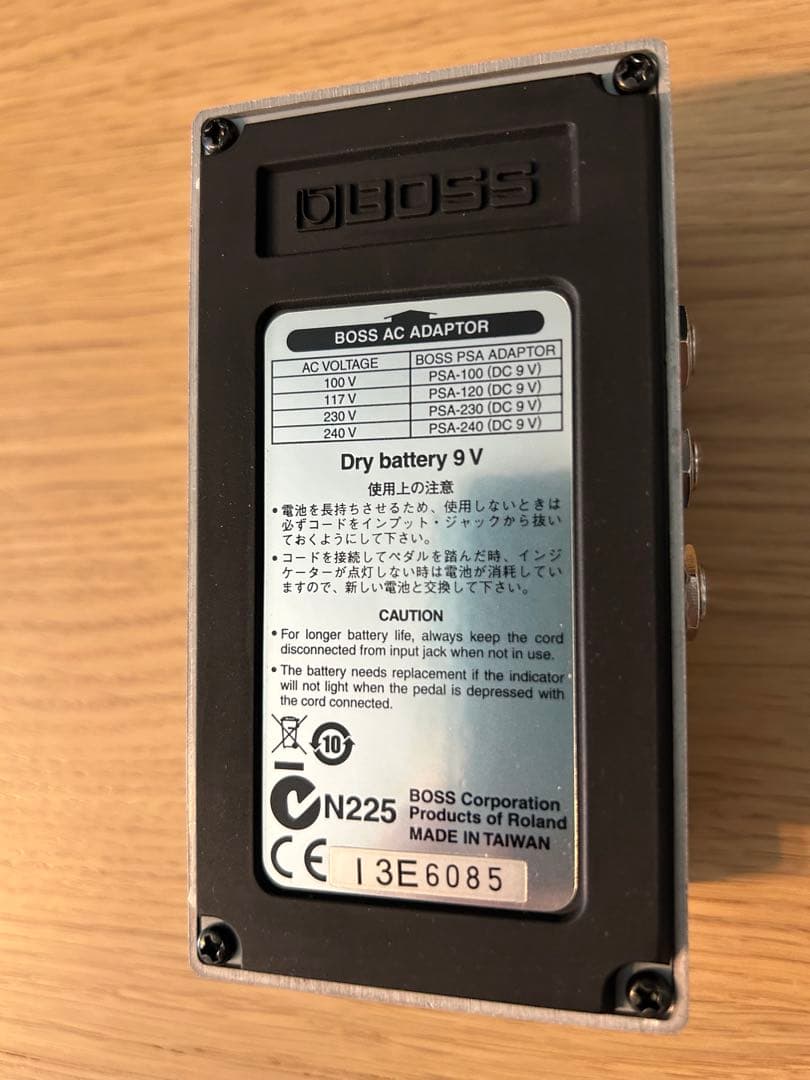 BOSS
BOSS AC ADAPTOR
AC VOLTAGE BOSS PSA ADAPTOR
100 V PSA-100 (DC 9 V)
117 V PSA-120 (DC 9 V)
230 V PSA-230 (DC 9 V)
240 V PSA-240 (DC 9 V)
Dry battery 9 V
使用上の注意
• 電池を長持ちさせるため、使用しないときは
必ずコードをインプット・ジャックから抜い
ておくようにして下さい。
• コードを接続してペダルを踏んだ時、インジ
ケーターが点灯しない時は電池が消耗してい
ますので、新しい電池と交換して下さい。
CAUTION
• For longer battery life, always keep the cord
disconnected from input jack when not in use.
• The battery needs replacement if the indicator
will not light when the pedal is depressed with
the cord connected.
10
N225
BOSS Corporation
Products of Roland
MADE IN TAIWAN
CE
I3E6085